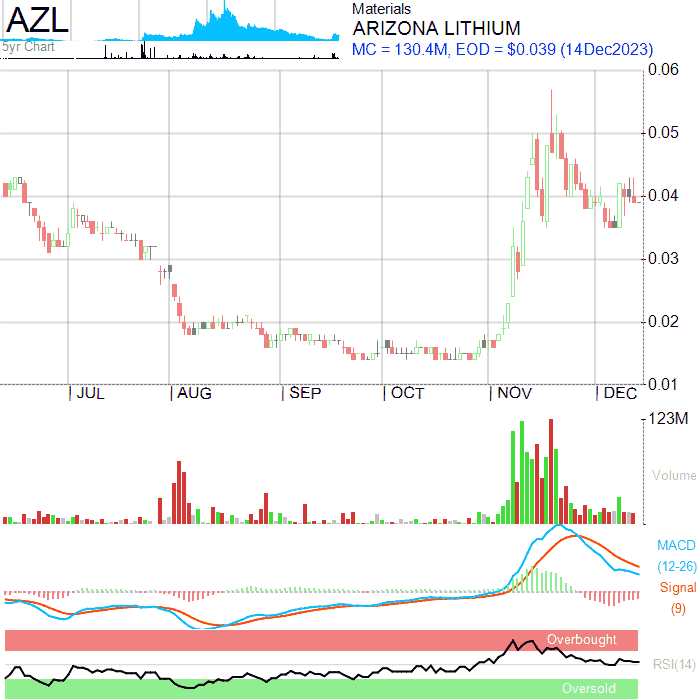 AZL
5yr Chart
Materials
ARIZONA LITHIUM
MC = 130.4M, EOD = $0.039 (14Dec2023)
0.06
0.05
0.04
0.03
0.02
0.01
JUL AUG SEP OCT NOV DEC
123M
Volume
MACD
(12-26)
Signal
(9)
Overbought
RSI(14)
Oversold